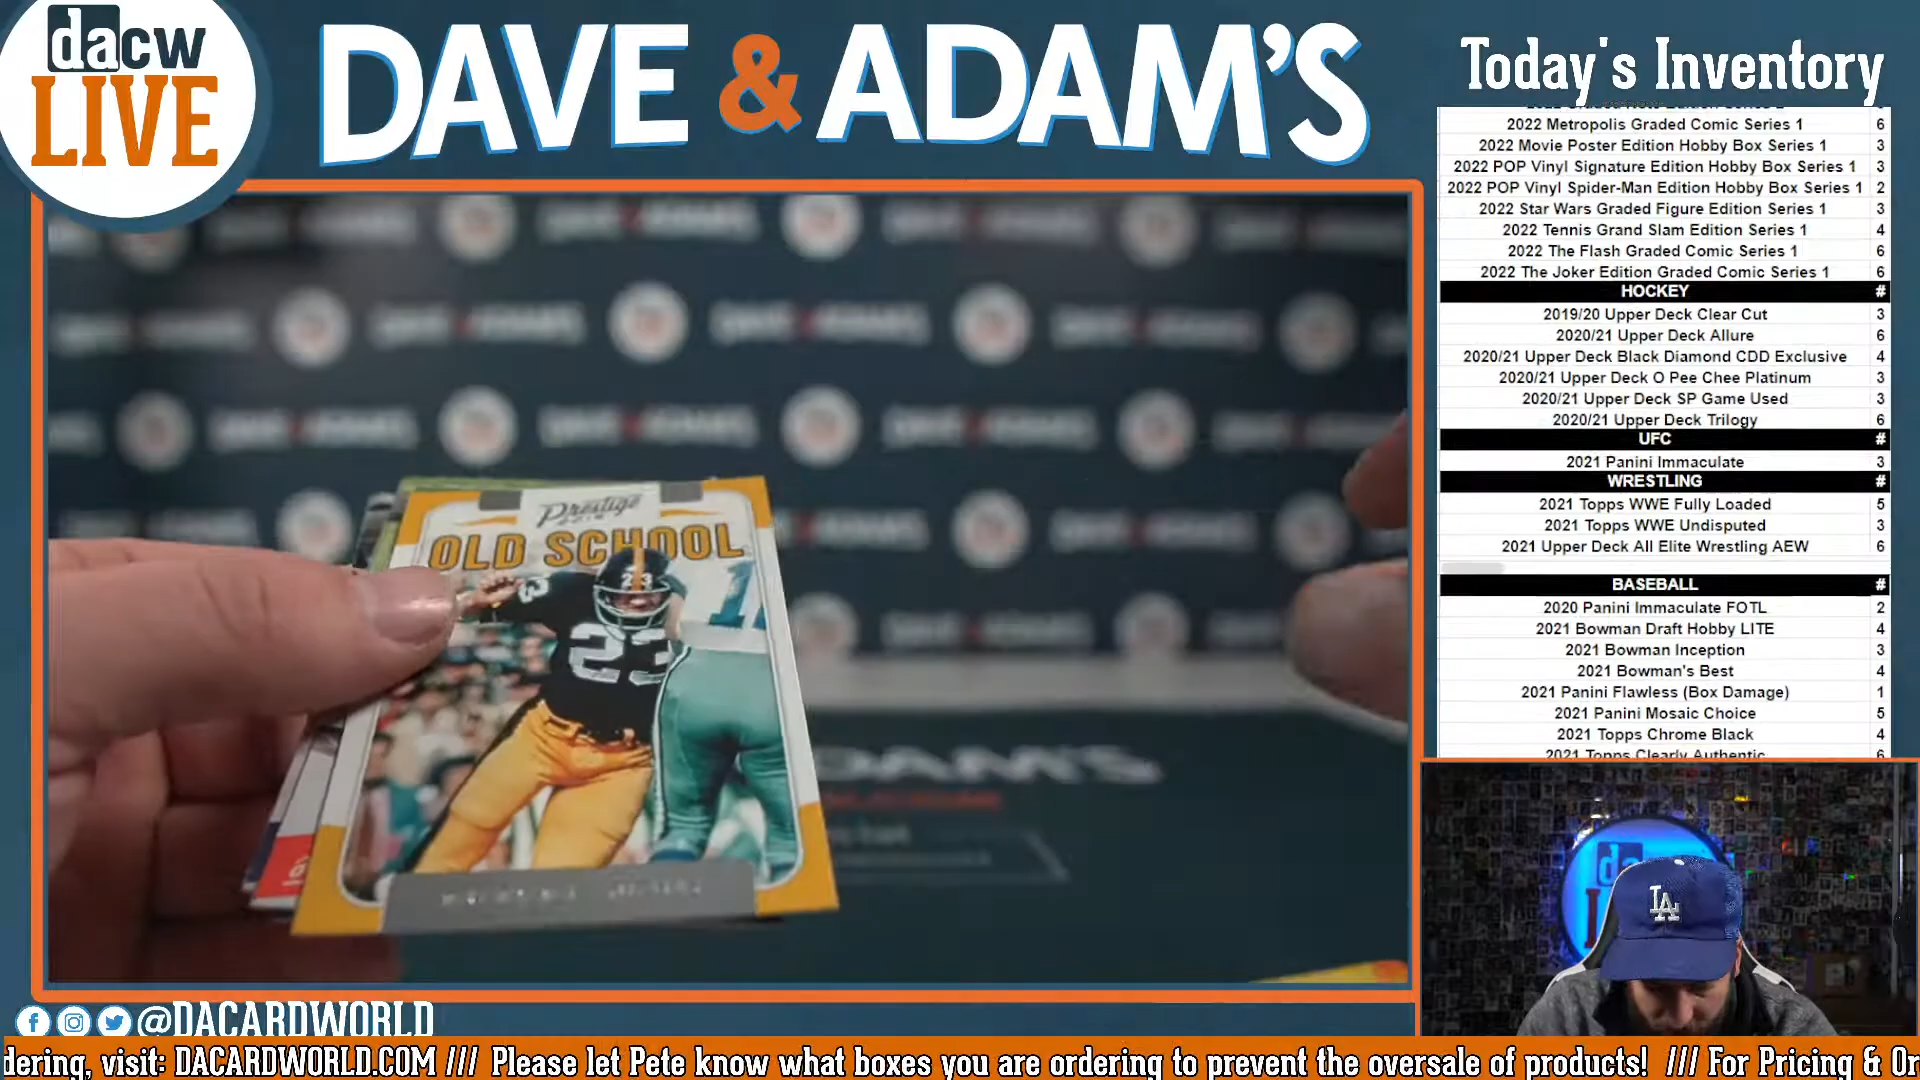 dacw
LIVE
DAVE & ADAM'S
Today's Inventory
2022 Metropolis Graded Comic Series 1 6
2022 Movie Poster Edition Hobby Box Series 1 3
2022 POP Vinyl Signature Edition Hobby Box Series 1 3
2022 POP Vinyl Spider-Man Edition Hobby Box Series 1 2
2022 Star Wars Graded Figure Edition Series 1 3
2022 Tennis Grand Slam Edition Series 1 4
2022 The Flash Graded Comic Series 1 6
2022 The Joker Edition Graded Comic Series 1 6
HOCKEY #
2019/20 Upper Deck Clear Cut 3
2020/21 Upper Deck Allure 6
2020/21 Upper Deck Black Diamond CDD Exclusive 4
2020/21 Upper Deck O Pee Chee Platinum 3
2020/21 Upper Deck SP Game Used 3
2020/21 Upper Deck Trilogy 6
UFC #
2021 Panini Immaculate 3
WRESTLING #
2021 Topps WWE Fully Loaded 5
2021 Topps WWE Undisputed 3
2021 Upper Deck All Elite Wrestling AEW 6
BASEBALL #
2020 Panini Immaculate FOTL 2
2021 Bowman Draft Hobby LITE 4
2021 Bowman Inception 3
2021 Bowman's Best 4
2021 Panini Flawless (Box Damage) 1
2021 Panini Mosaic Choice 5
2021 Topps Chrome Black 4
2021 Topps Clearly Authentic 6
Prestige
OLD SCHOOL
23
23
1
ADAM'S
da
L
LA
@DACARDWORLD
dering, visit: DACARDWORLD.COM /// Please let Pete know what boxes you are ordering to prevent the oversale of products! /// For Pricing & Or